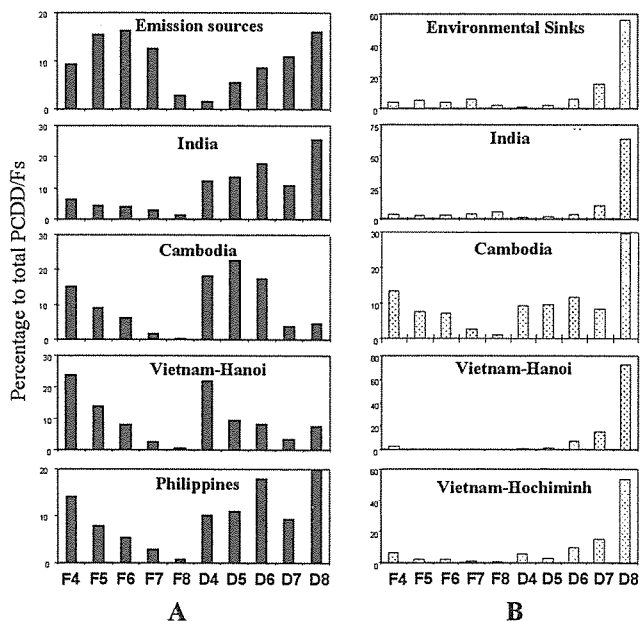 Percentage to total PCDD/Fs
Emission sources
20
10
0
India
30
20
10
0
Cambodia
30
20
10
0
Vietnam-Hanoi
30
20
10
0
Philippines
20
10
0
F4 F5 F6 F7 F8 D4 D5 D6 D7 D8
A
Environmental Sinks
60
40
20
0
India
75
50
25
0
Cambodia
30
20
10
0
Vietnam-Hanoi
80
60
40
20
0
Vietnam-Hochiminh
60
40
20
0
F4 F5 F6 F7 F8 D4 D5 D6 D7 D8
B